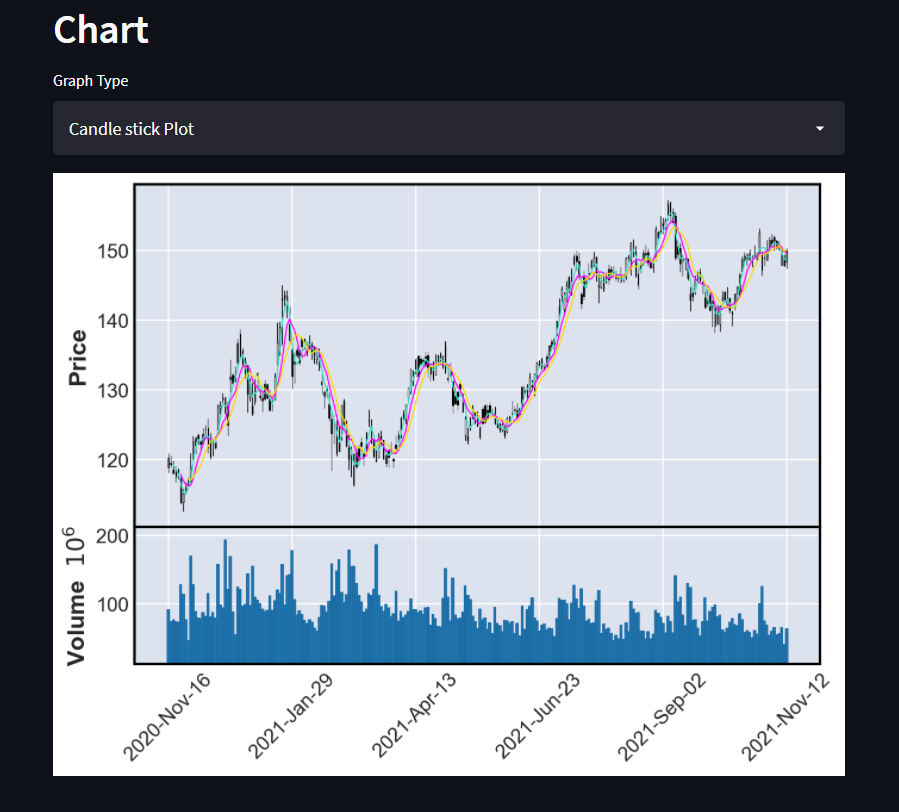 Chart
Graph Type
Candle stick Plot
Price
150
140
130
120
Volume 10^6
200
100
2020-Nov-16
2021-Jan-29
2021-Apr-13
2021-Jun-23
2021-Sep-02
2021-Nov-12